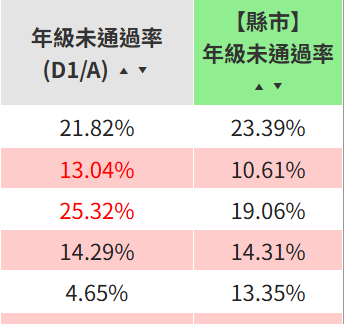 年級未通過率
(D1/A) ▲ ▼
【縣市】
年級未通過率
▲ ▼
21.82% 23.39%
13.04% 10.61%
25.32% 19.06%
14.29% 14.31%
4.65% 13.35%